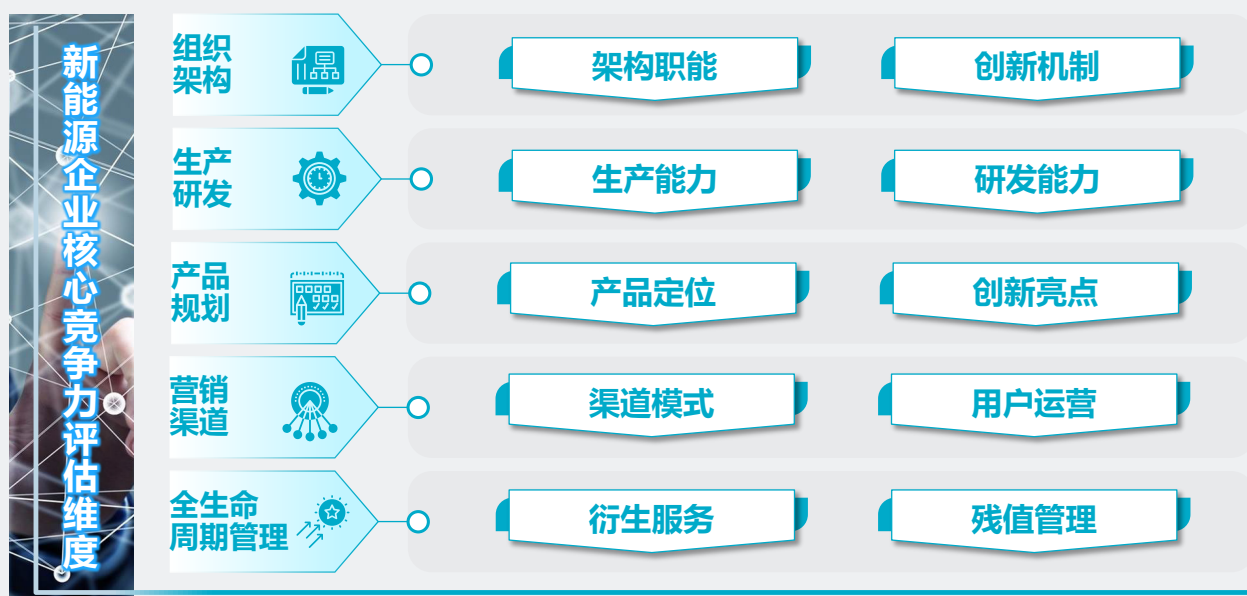 新能源企业核心竞争力评估维度
组织
架构
架构职能
创新机制
生产
研发
生产能力
研发能力
产品
规划
999
产品定位
创新亮点
营销
渠道
渠道模式
用户运营
全生命
周期管理
衍生服务
残值管理